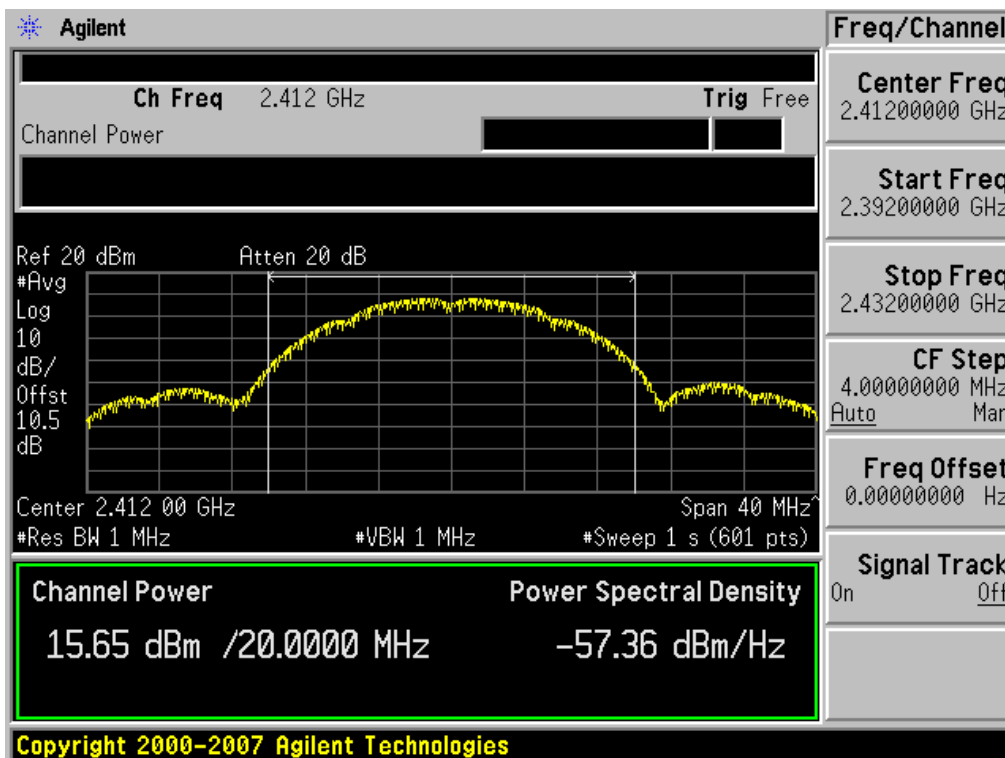 Agilent
Freq/Channel
Ch Freq 2.412 GHz Trig Free
Channel Power
Ref 20 dBm Atten 20 dB
#Avg
Log
10
dB/
Offst
10.5
dB
Center 2.412 00 GHz Span 40 MHz^
#Res BW 1 MHz #VBW 1 MHz #Sweep 1 s (601 pts)
Channel Power Power Spectral Density
15.65 dBm /20.0000 MHz -57.36 dBm/Hz
Center Freq
2.41200000 GHz
Start Freq
2.39200000 GHz
Stop Freq
2.43200000 GHz
CF Step
4.00000000 MHz
Auto Man
Freq Offset
0.00000000 Hz
Signal Track
On Off
Copyright 2000-2007 Agilent Technologies